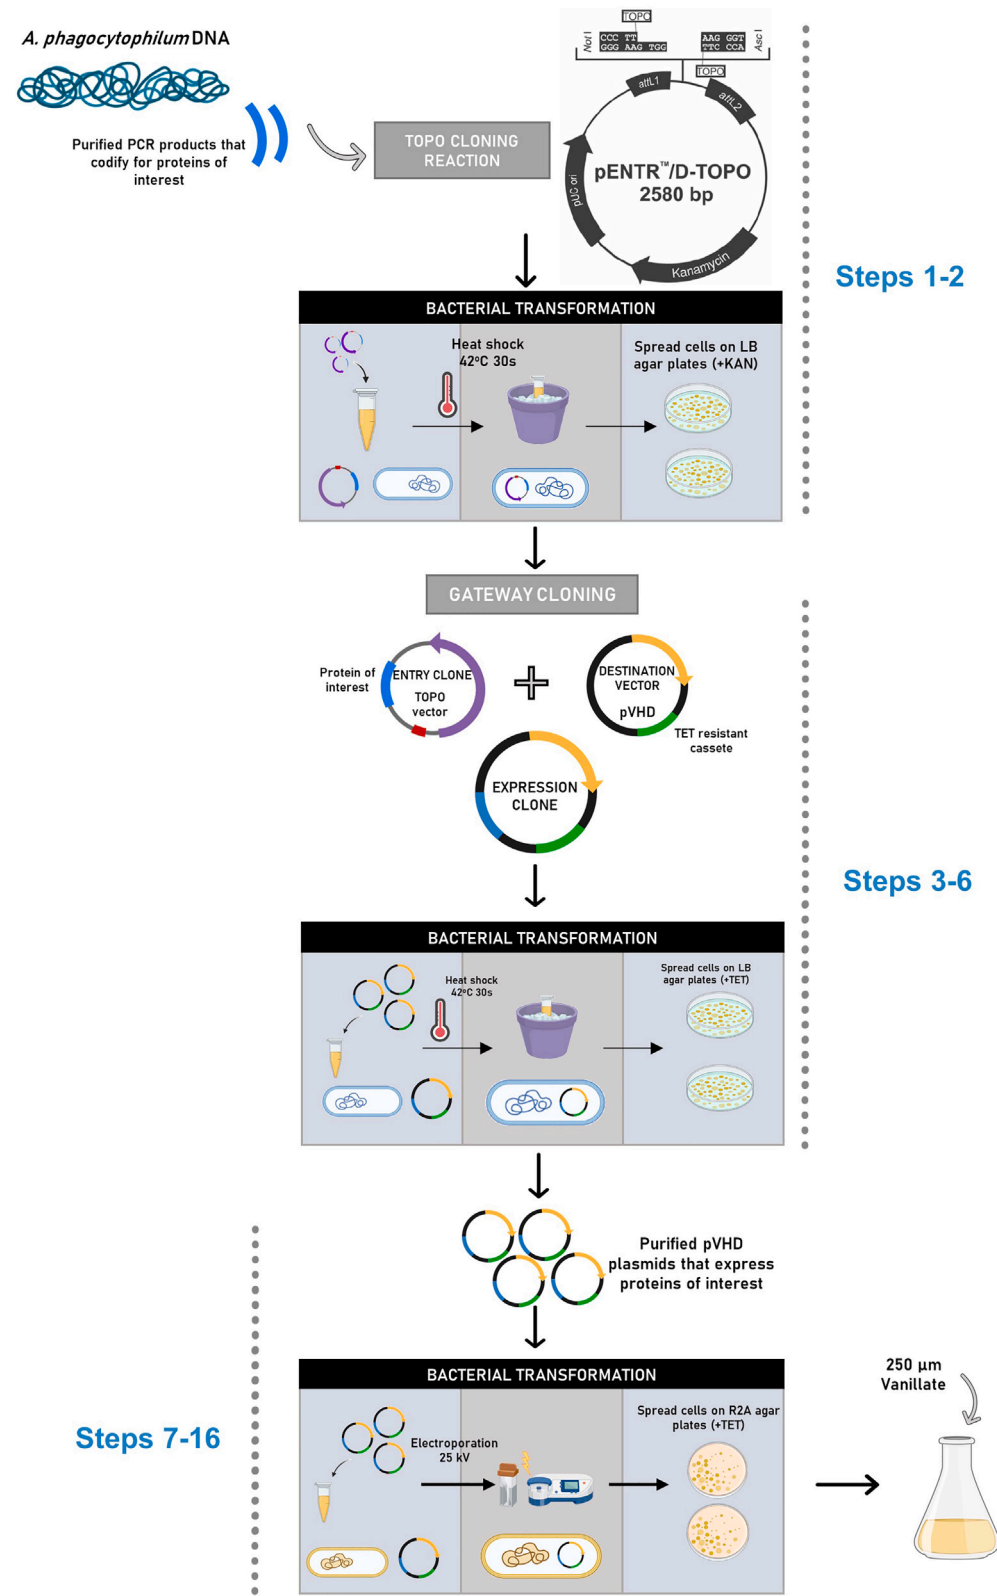 A. phagocytophilum DNA
Purified PCR products that
codify for proteins of
interest
TOPO CLONING
REACTION
TOPO
Not I
CCC TT
GGG AAG TGG
AAG GGT
TTC CCA
Asc I
TOPO
attL1
attL2
pUC ori
pENTR™/D-TOPO
2580 bp
Kanamycin
Steps 1-2
BACTERIAL TRANSFORMATION
Heat shock
42ºC 30s
Spread cells on LB
agar plates (+KAN)
GATEWAY CLONING
Protein of
interest
ENTRY CLONE
TOPO
vector
DESTINATION
VECTOR
pVHD
TET resistant
cassete
EXPRESSION
CLONE
Steps 3-6
BACTERIAL TRANSFORMATION
Heat shock
42ºC 30s
Spread cells on LB
agar plates (+TET)
Purified pVHD
plasmids that express
proteins of interest
Steps 7-16
BACTERIAL TRANSFORMATION
Electroporation
25 kV
Spread cells on R2A agar
plates (+TET)
250 µm
Vanillate